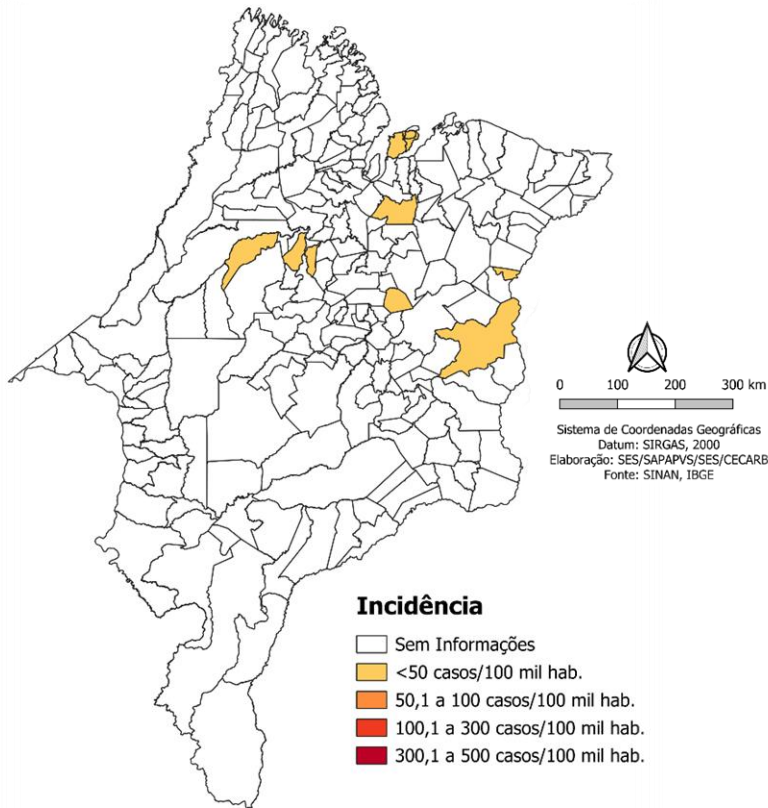 0 100 200 300 km
Sistema de Coordenadas Geográficas
Datum: SIRGAS, 2000
Elaboração: SES/SAPAPVS/SES/CECARB
Fonte: SINAN, IBGE
Incidência
Sem Informações
<50 casos/100 mil hab.
50,1 a 100 casos/100 mil hab.
100,1 a 300 casos/100 mil hab.
300,1 a 500 casos/100 mil hab.